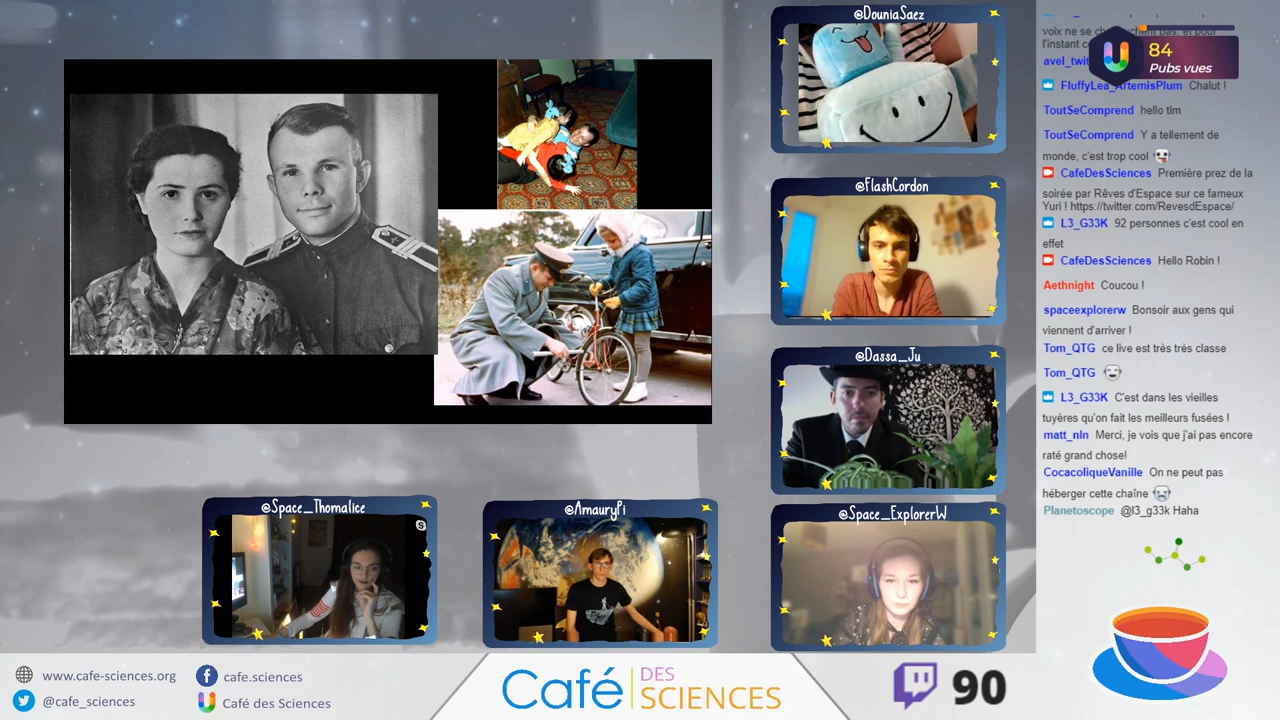 @DouniaSaez
@FlashCordon
@Dassa_Ju
@Space_Thomalice
@AmauryPi
@Space_ExplorerW
voix ne se
pas. et pour
l'instant
84
Pubs vues
FluffyLea_ArtemisPlum Chalut !
ToutSeComprend hello tlm
ToutSeComprend Y a tellement de
monde, c'est trop cool
CafeDesSciences Première prez de la
soirée par Rêves d'Espace sur ce fameux
Yuri ! https://twitter.com/RevesdEspace/
L3_G33K 92 personnes c'est cool en
effet
CafeDesSciences Hello Robin !
Aethnight Coucou !
spaceexplorerw Bonsoir aux gens qui
viennent d'arriver !
Tom_QTG ce live est très très classe
Tom_QTG
L3_G33K C'est dans les vieilles
tuyères qu'on fait les meilleurs fusées !
matt_nln Merci, je vois que j'ai pas encore
raté grand chose!
CocacoliqueVanille On ne peut pas
héberger cette chaîne
Planetoscope @l3_g33k Haha
www.cafe-sciences.org
cafe.sciences
@cafe_sciences
Café des Sciences
Café DES SCIENCES
90